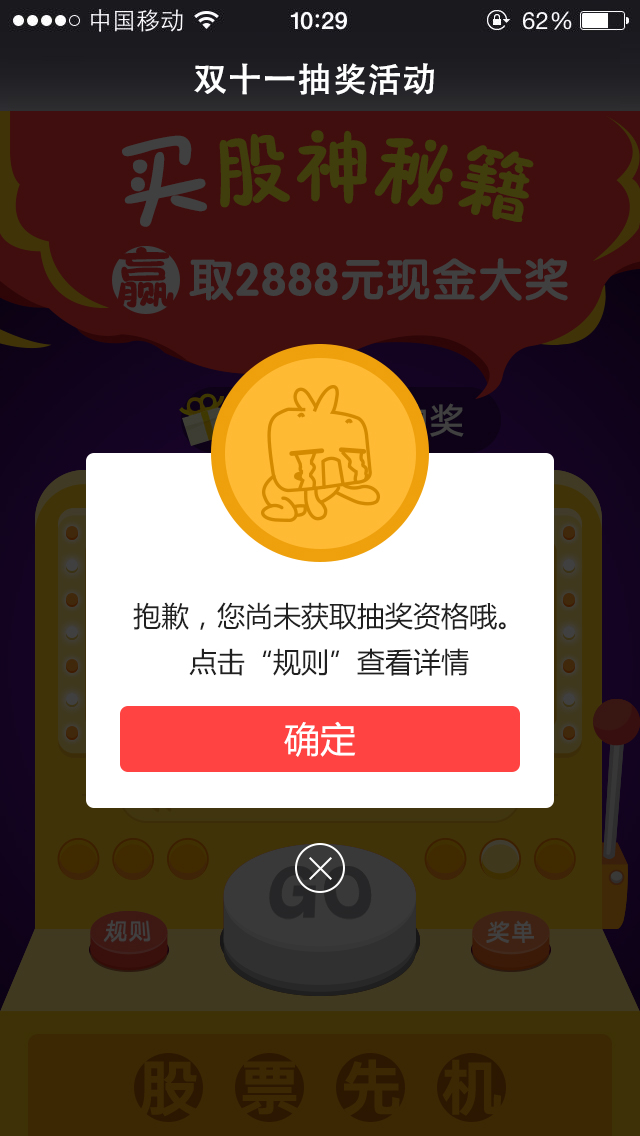 中国移动 10:29 62%
双十一抽奖活动
买股神秘籍
赢取2888元现金大奖
奖
抱歉，您尚未获取抽奖资格哦。
点击“规则”查看详情
确定
GO
规则
奖单
股票先机